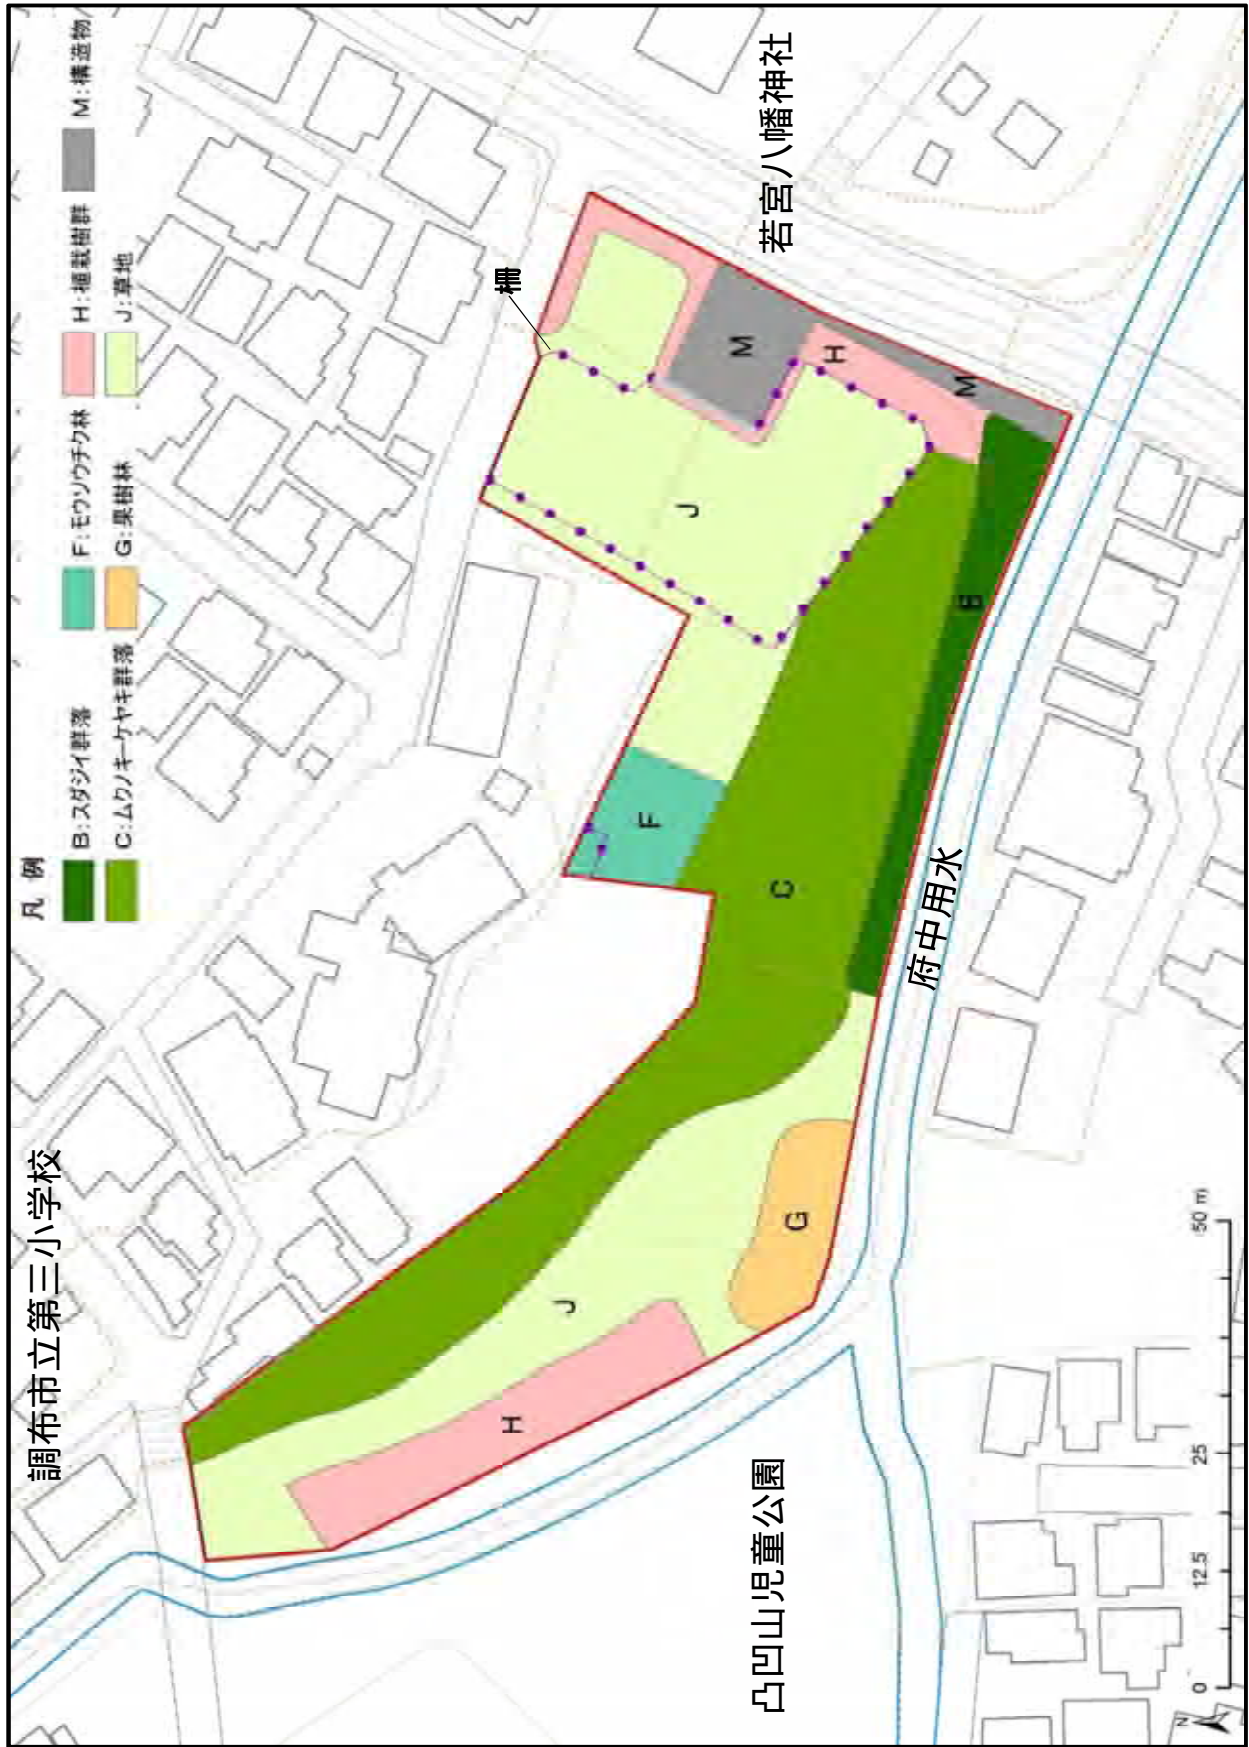 凡 例
B:スダジイ群落
F:モウソウチク林
H:植栽樹群
M:構造物
C:ムクノキーケヤキ群落
G:果樹林
J:草地
調布市立第三小学校
柵
若宮八幡神社
M
H
M
J
B
F
C
府中用水
G
J
H
凸凹山児童公園
N
0 12.5 25 50 m